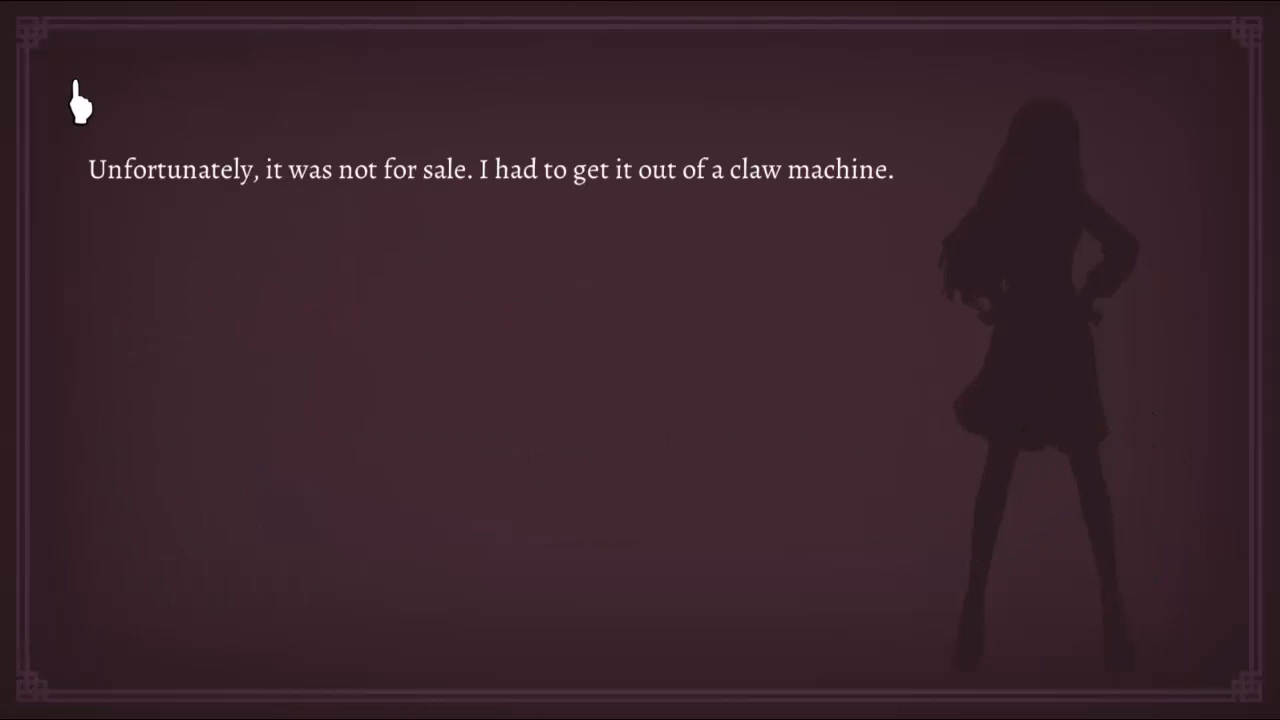 Unfortunately, it was not for sale. I had to get it out of a claw machine.